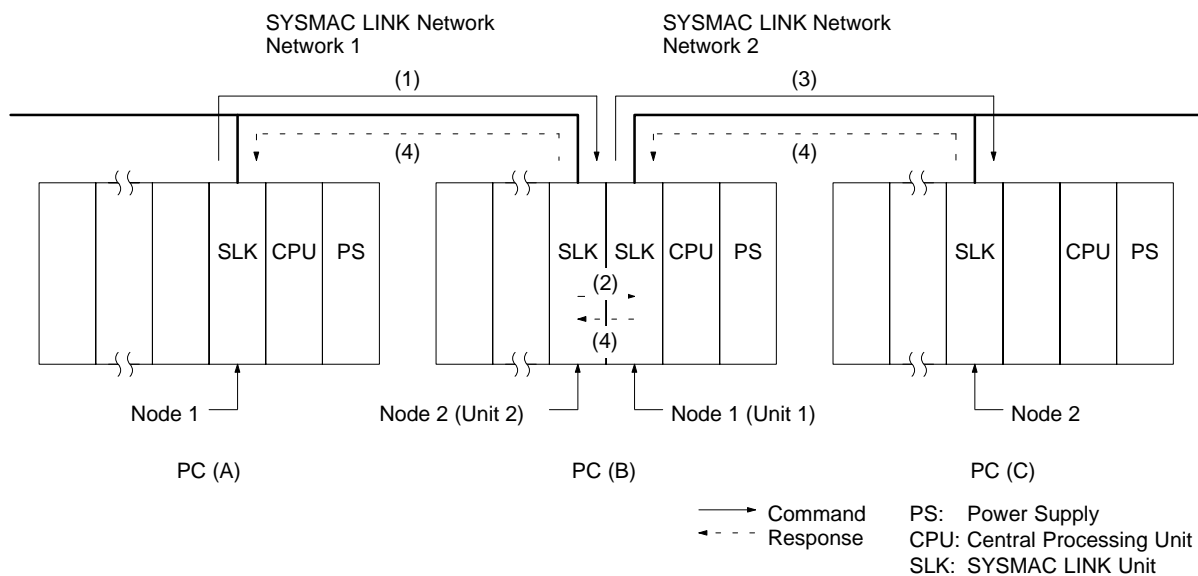 SYSMAC LINK Network
Network 1
SYSMAC LINK Network
Network 2
(1)
(3)
(4)
(4)
SLK CPU PS
SLK SLK CPU PS
SLK CPU PS
(2)
(4)
Node 1
Node 2 (Unit 2)
Node 1 (Unit 1)
Node 2
PC (A)
PC (B)
PC (C)
Command
Response
PS: Power Supply
CPU: Central Processing Unit
SLK: SYSMAC LINK Unit